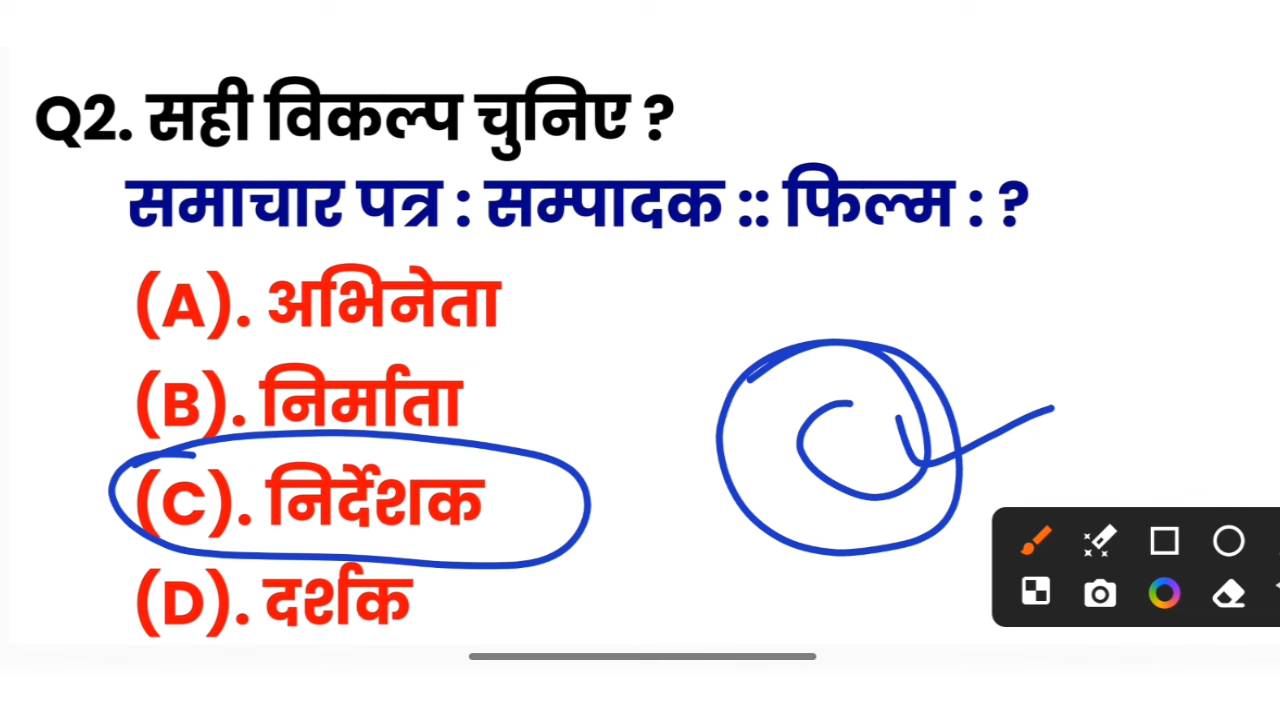 Q2. सही विकल्प चुनिए ?
समाचार पत्र : सम्पादक :: फिल्म : ?
(A). अभिनेता
(B). निर्माता
(C). निर्देशक
(D). दर्शक
C